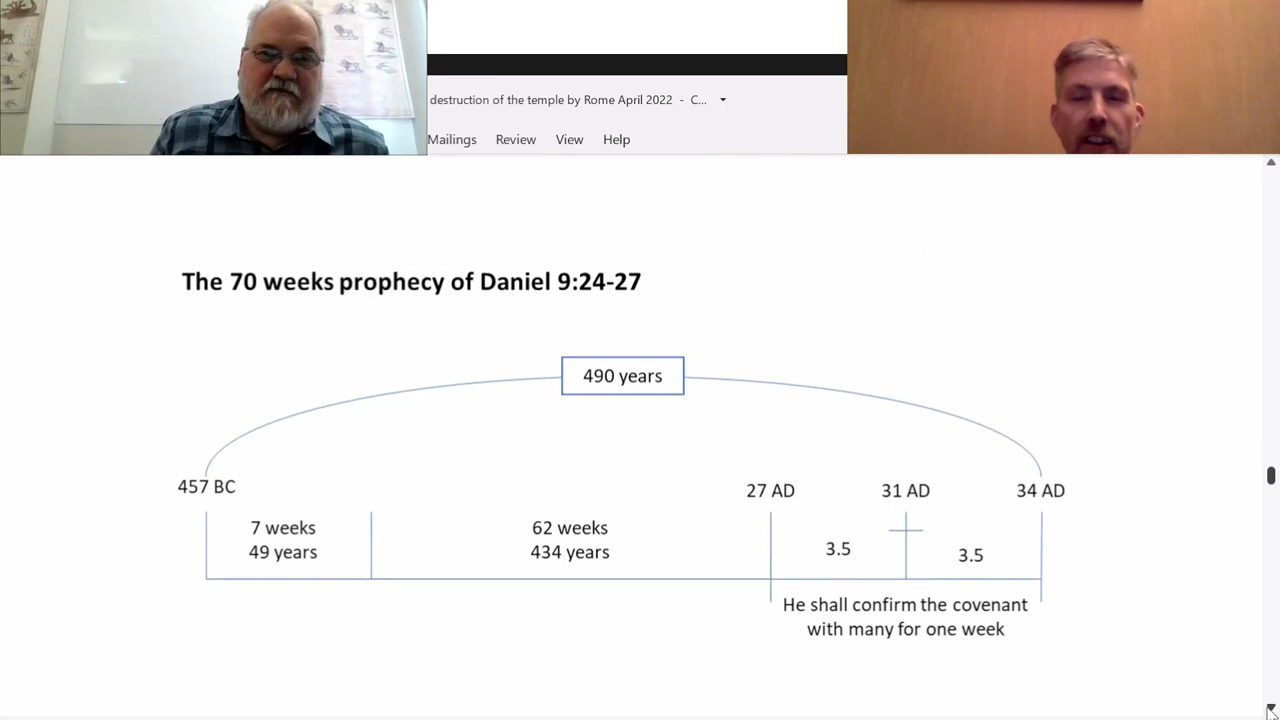 destruction of the temple by Rome April 2022 - C...
Mailings Review View Help
The 70 weeks prophecy of Daniel 9:24-27
490 years
457 BC
27 AD
31 AD
34 AD
7 weeks
49 years
62 weeks
434 years
3.5
3.5
He shall confirm the covenant
with many for one week